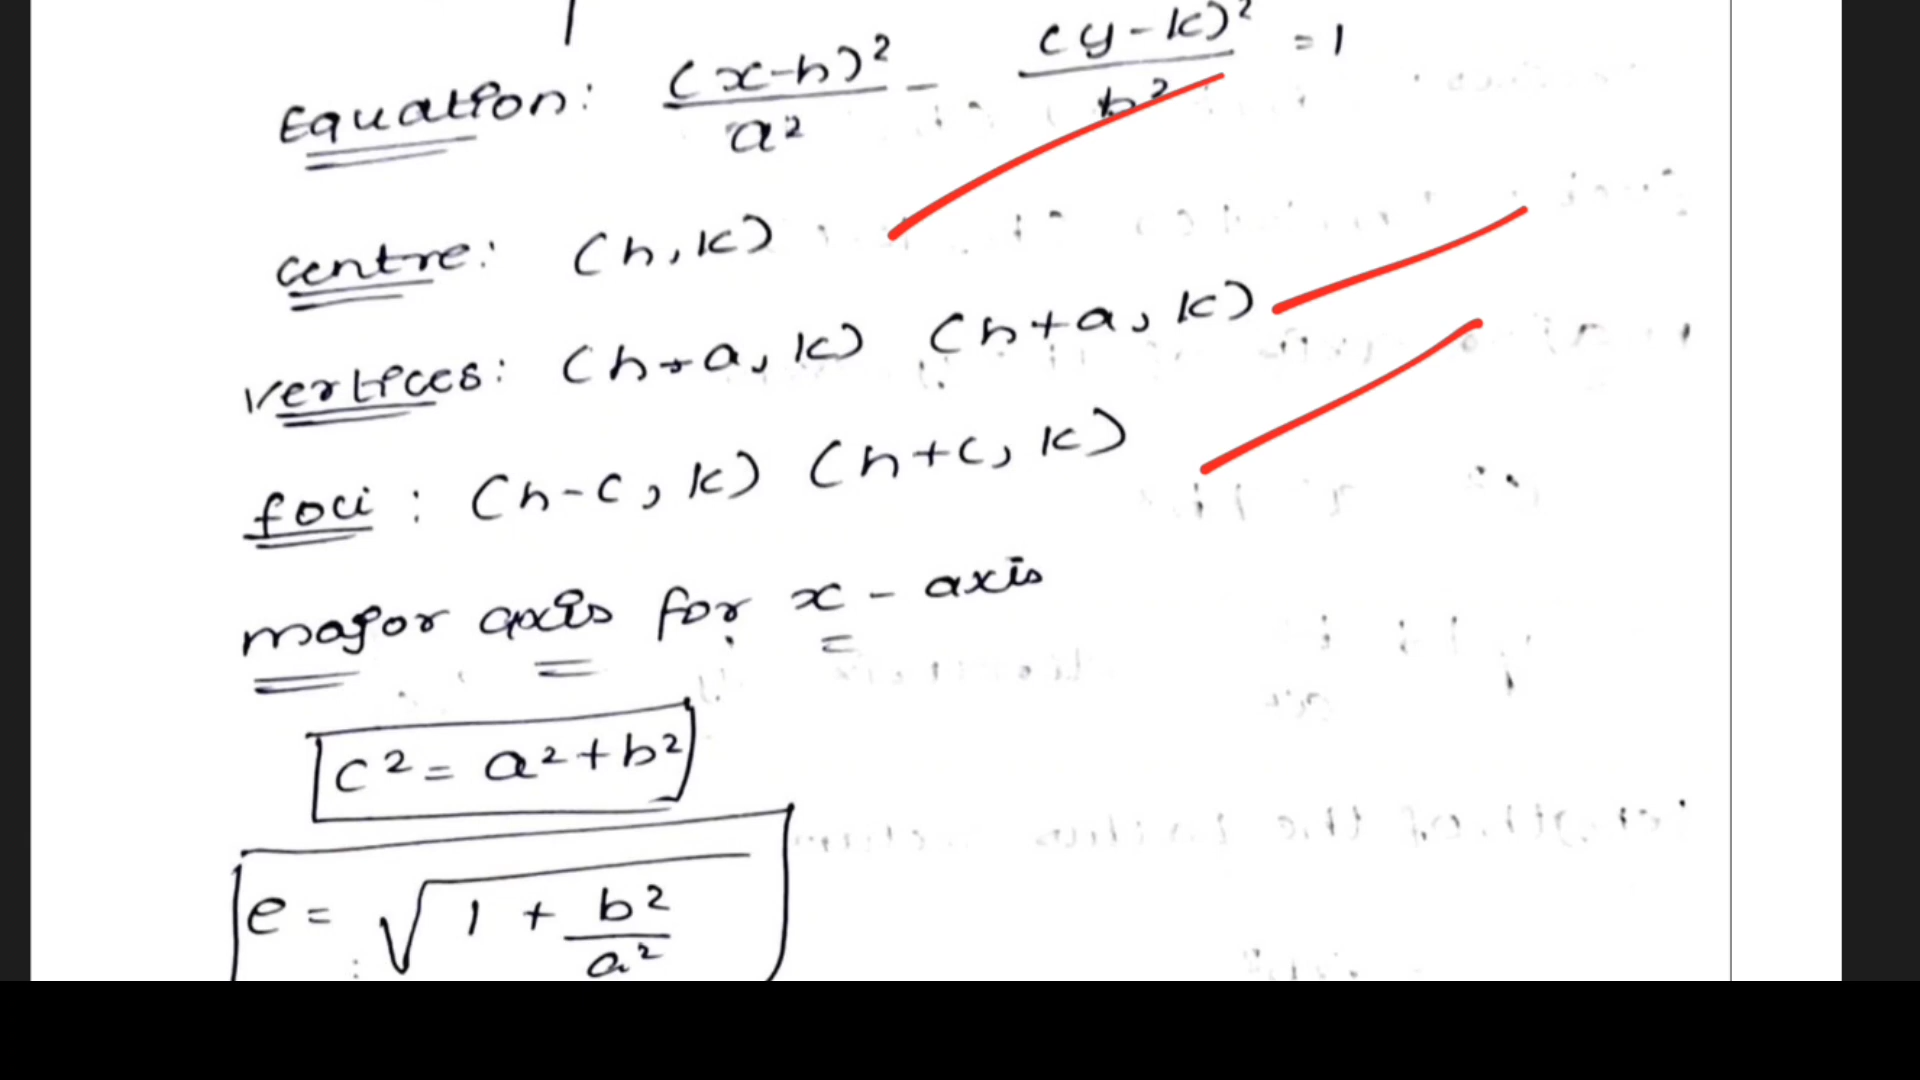 Equation: (x-h)²/a² - (y-k)²/b² = 1
centre: (h,k)
vertices: (h-a, k) (h+a, k)
foci: (h-c, k) (h+c, k)
major axis for x-axis
c² = a²+b²
e = √(1 + b²/a²)